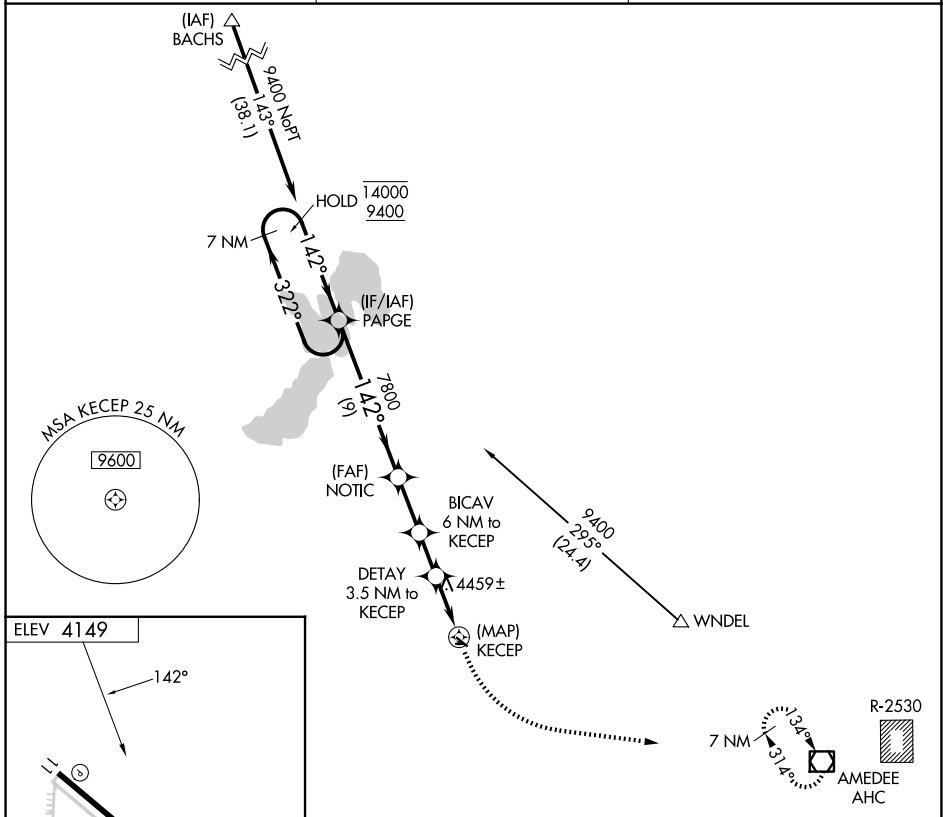 (IAF)
BACHS
9400 NoPT
143°
(38.1)
HOLD
14000
9400
7 NM
142°
322°
(IF/IAF)
PAPGE
7800
142°
(9)
MSA KECEP 25 NM
9600
(FAF)
NOTIC
BICAV
6 NM to
KECEP
9400
295°
(24.4)
DETAY
3.5 NM to
KECEP
4459±
WNDEL
(MAP)
KECEP
ELEV 4149
142°
P
R-2530
7 NM
134°
314°
AMEDEE
AHC